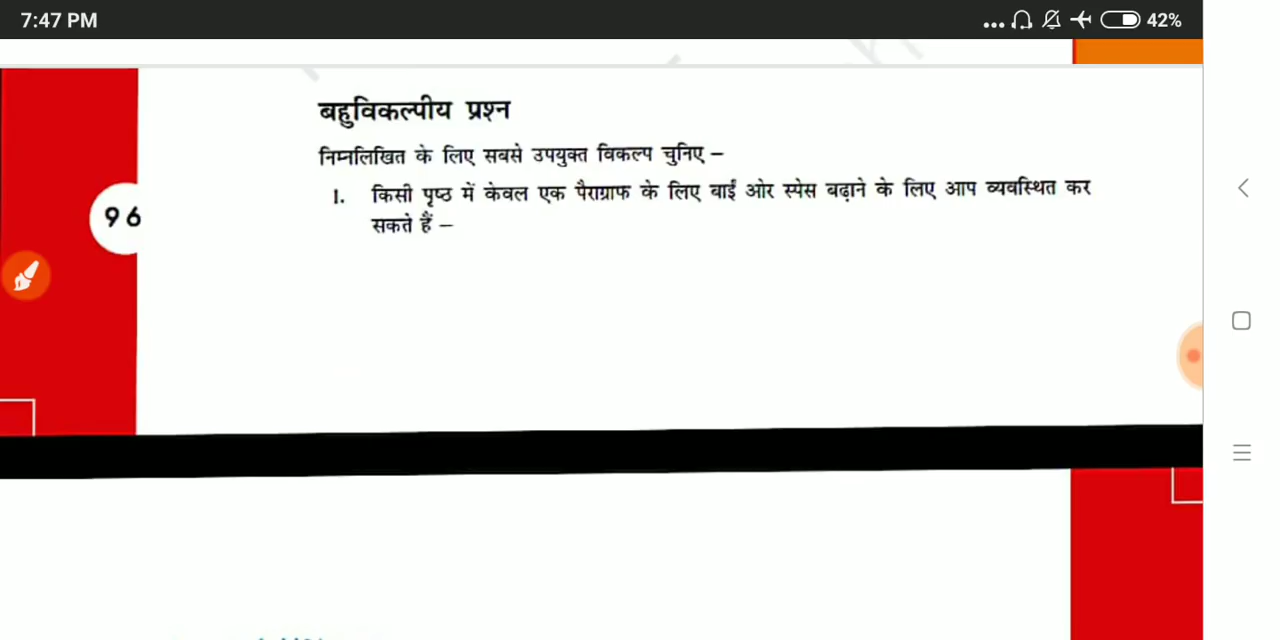 7:47 PM
42%
बहुविकल्पीय प्रश्न
निम्नलिखित के लिए सबसे उपयुक्त विकल्प चुनिए –
1. किसी पृष्ठ में केवल एक पैराग्राफ के लिए बाईं ओर स्पेस बढ़ाने के लिए आप व्यवस्थित कर
सकते हैं –
96